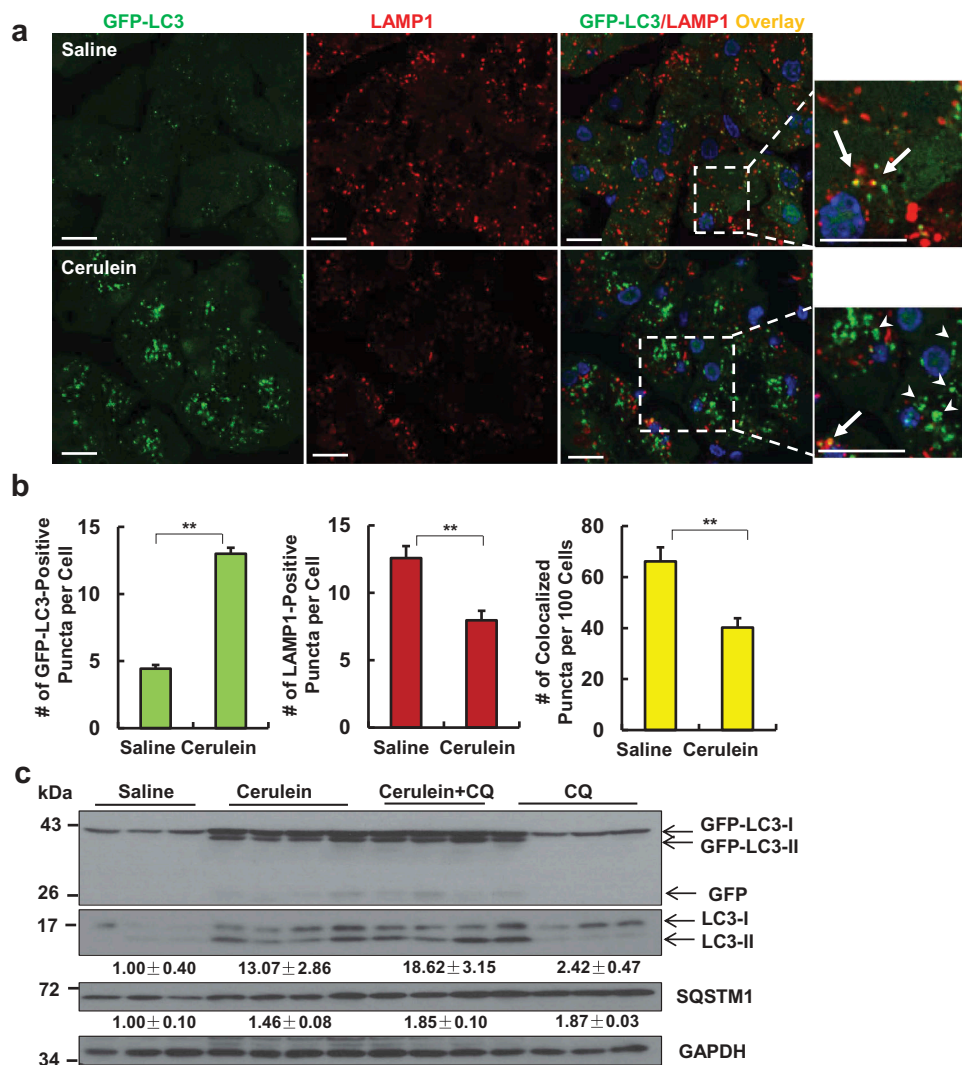 a
GFP-LC3
LAMP1
GFP-LC3/LAMP1 Overlay
Saline
Cerulein
b
# of GFP-LC3-Positive
Puncta per Cell
15
10
5
0
**
Saline Cerulein
# of LAMP1-Positive
Puncta per Cell
15
10
5
0
**
Saline Cerulein
# of Colocalized
Puncta per 100 Cells
80
60
40
20
0
**
Saline Cerulein
c
kDa
Saline
Cerulein
Cerulein+CQ
CQ
43
GFP-LC3-I
GFP-LC3-II
26
GFP
17
LC3-I
LC3-II
1.00±0.40 13.07±2.86 18.62±3.15 2.42±0.47
72
SQSTM1
1.00±0.10 1.46±0.08 1.85±0.10 1.87±0.03
34
GAPDH